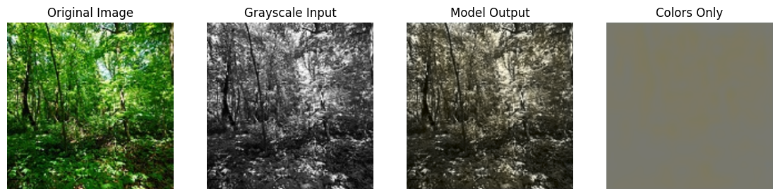 Original Image
Grayscale Input
Model Output
Colors Only